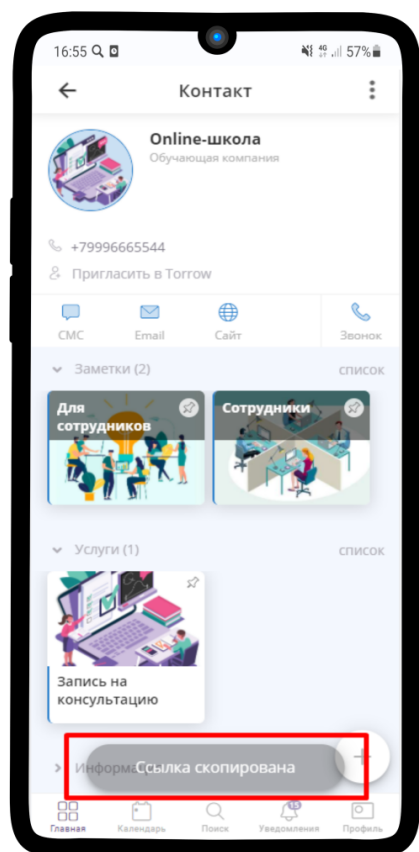 16:55
4G
57%
Контакт
Online-школа
Обучающая компания
+79996665544
Пригласить в Torrow
СМС Email Сайт Звонок
Заметки (2) список
Для сотрудников
Сотрудники
Услуги (1) список
Запись на
консультацию
Ссылка скопирована
Главная Календарь Поиск Уведомления Профиль